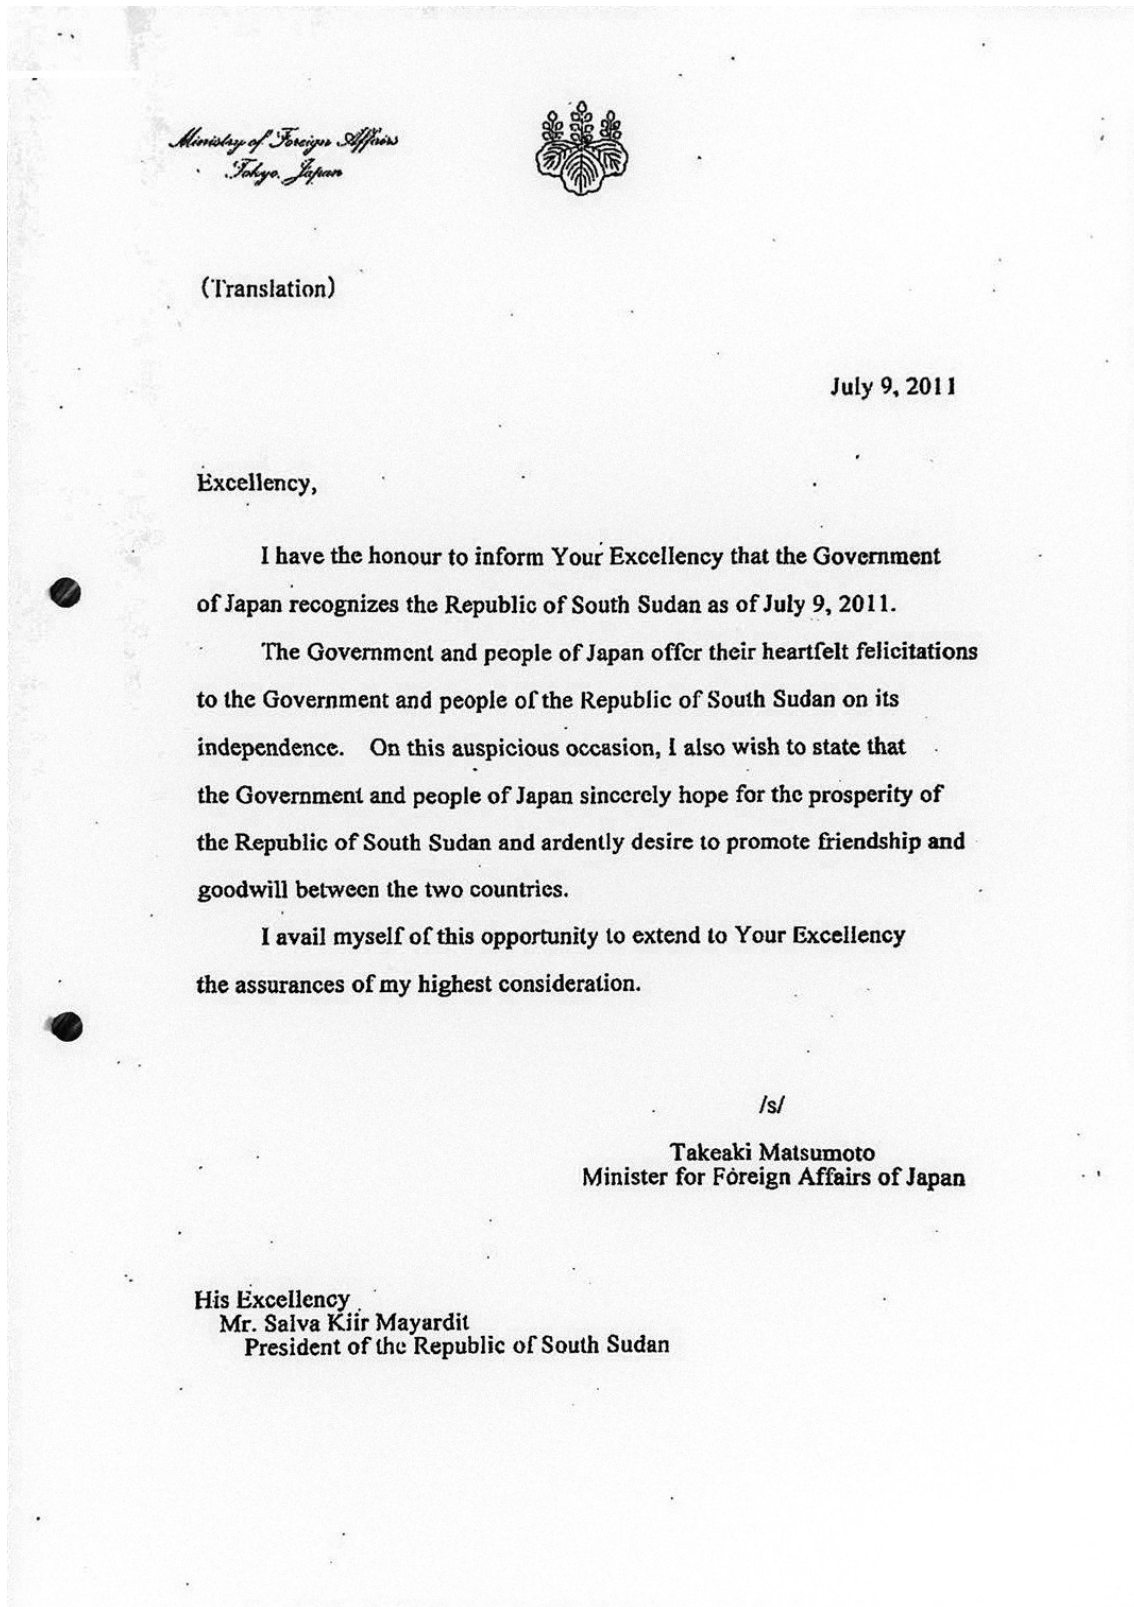 Ministry of Foreign Affairs
Tokyo. Japan
(Translation)
July 9, 2011
Excellency,
I have the honour to inform Your Excellency that the Government
of Japan recognizes the Republic of South Sudan as of July 9, 2011.
The Government and people of Japan offer their heartfelt felicitations
to the Government and people of the Republic of South Sudan on its
independence. On this auspicious occasion, I also wish to state that
the Government and people of Japan sincerely hope for the prosperity of
the Republic of South Sudan and ardently desire to promote friendship and
goodwill between the two countries.
I avail myself of this opportunity to extend to Your Excellency
the assurances of my highest consideration.
/s/
Takeaki Matsumoto
Minister for Foreign Affairs of Japan
His Excellency
Mr. Salva Kiir Mayardit
President of the Republic of South Sudan